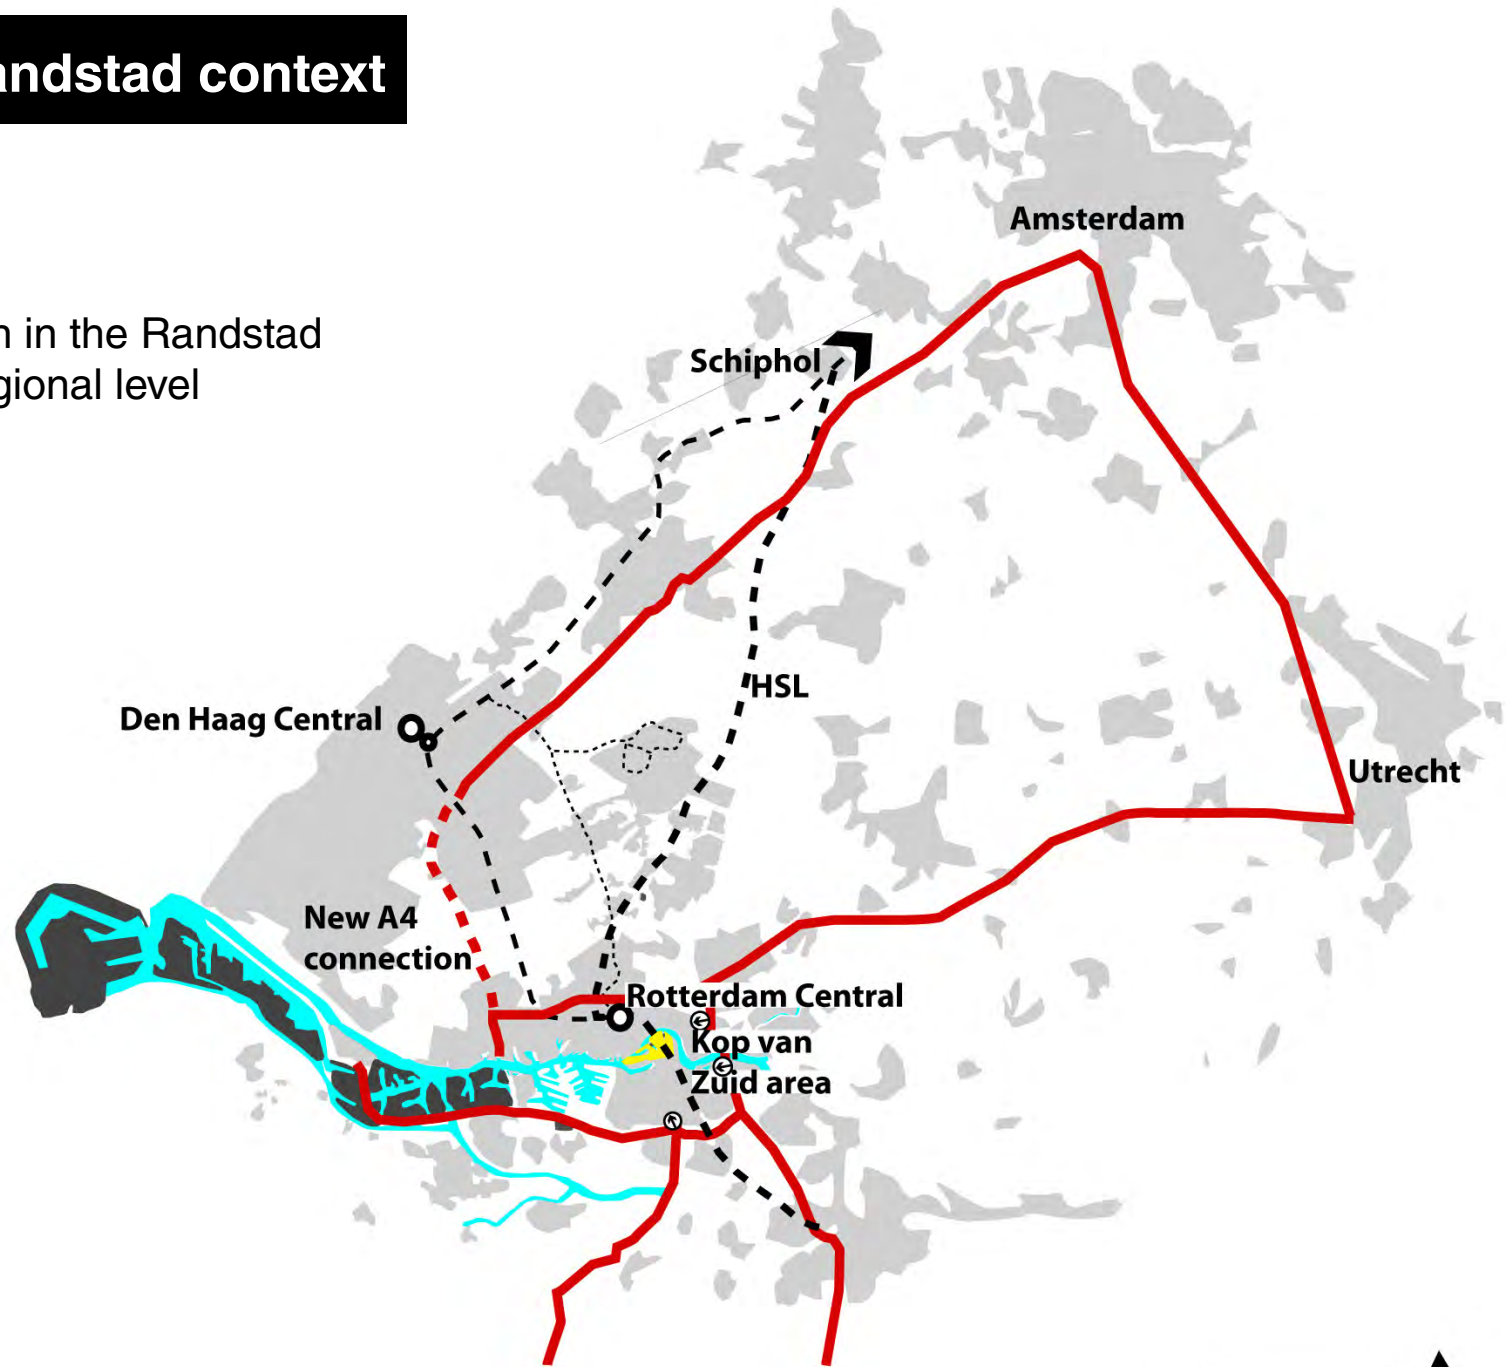 andstad context
n in the Randstad
gional level
Amsterdam
Schiphol
HSL
Den Haag Central
Utrecht
New A4
connection
Rotterdam Central
Kop van
Zuid area